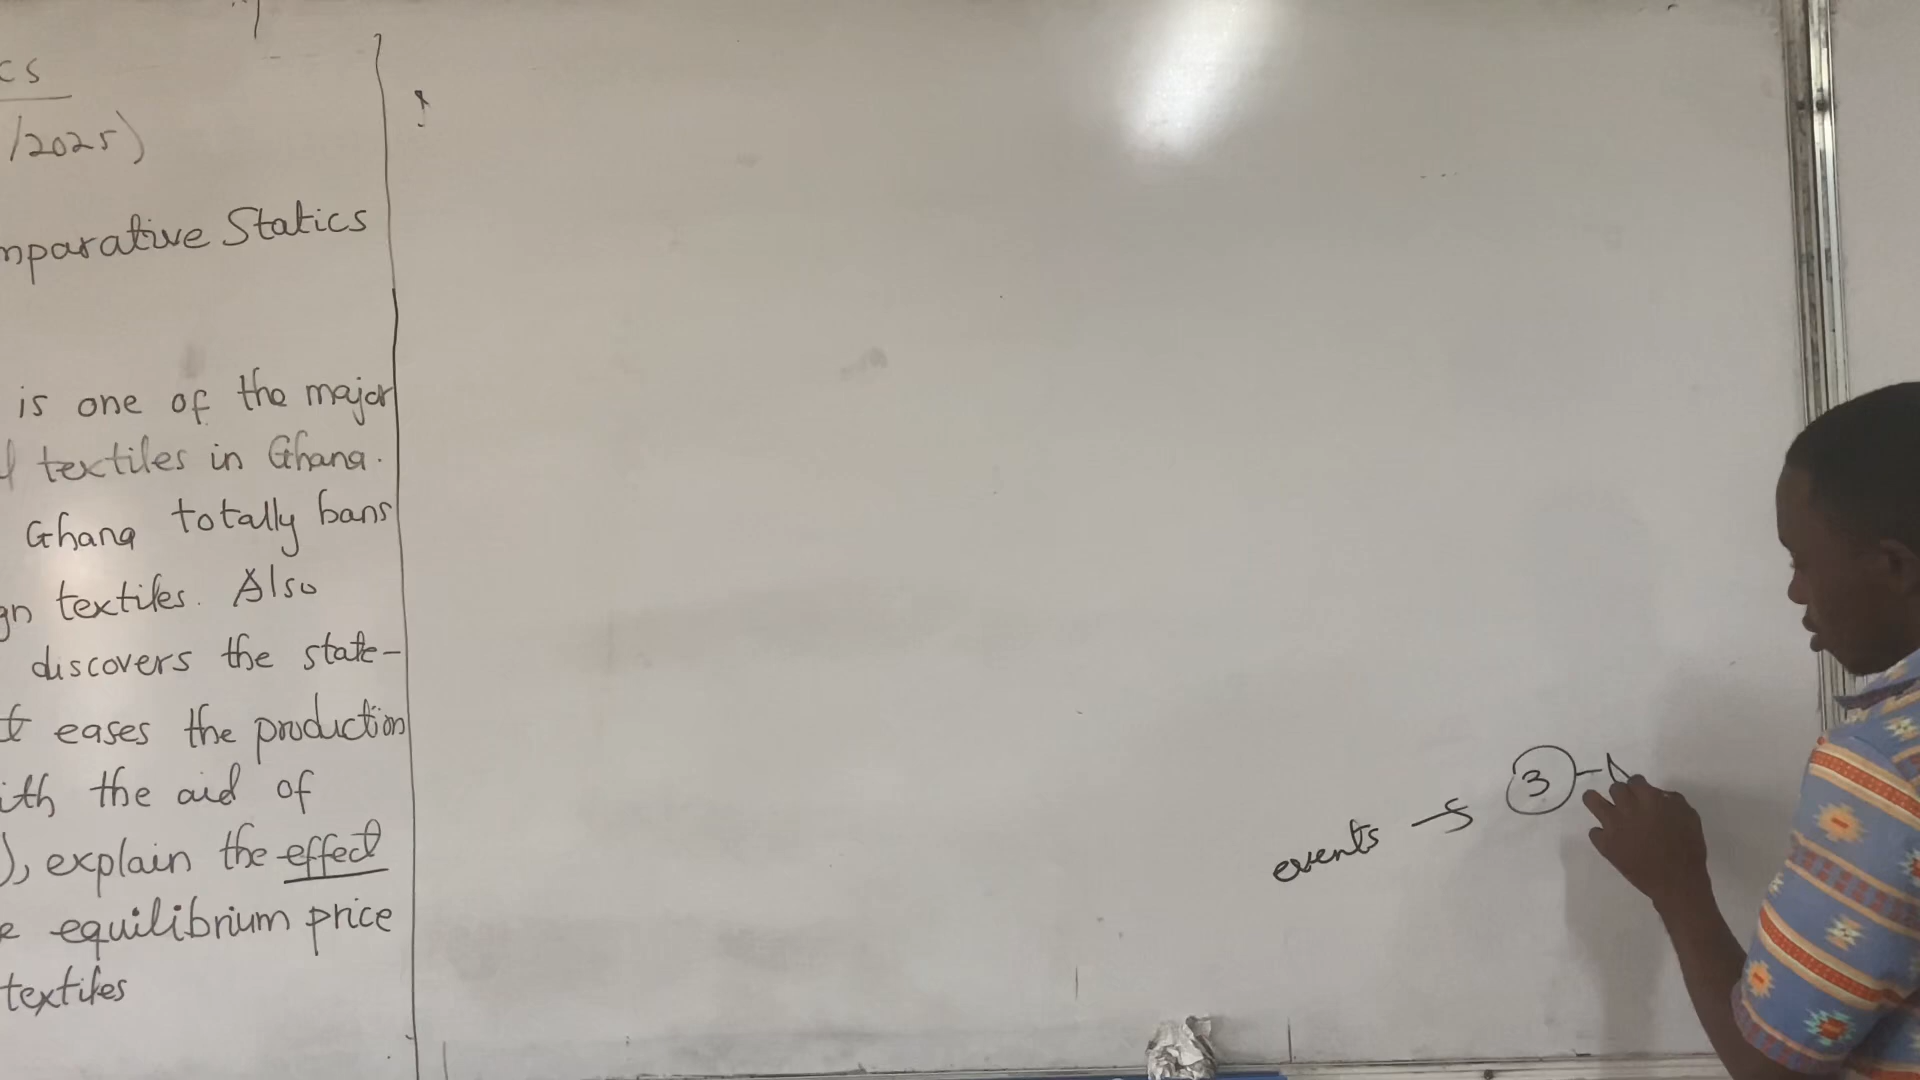 cs
/2025)
mparative Statics
is one of the major
textiles in Ghana.
Ghana totally bans
gn textiles. Also
discovers the state-
t eases the production
ith the aid of
), explain the effect
e equilibrium price
textiles
events → 3 -